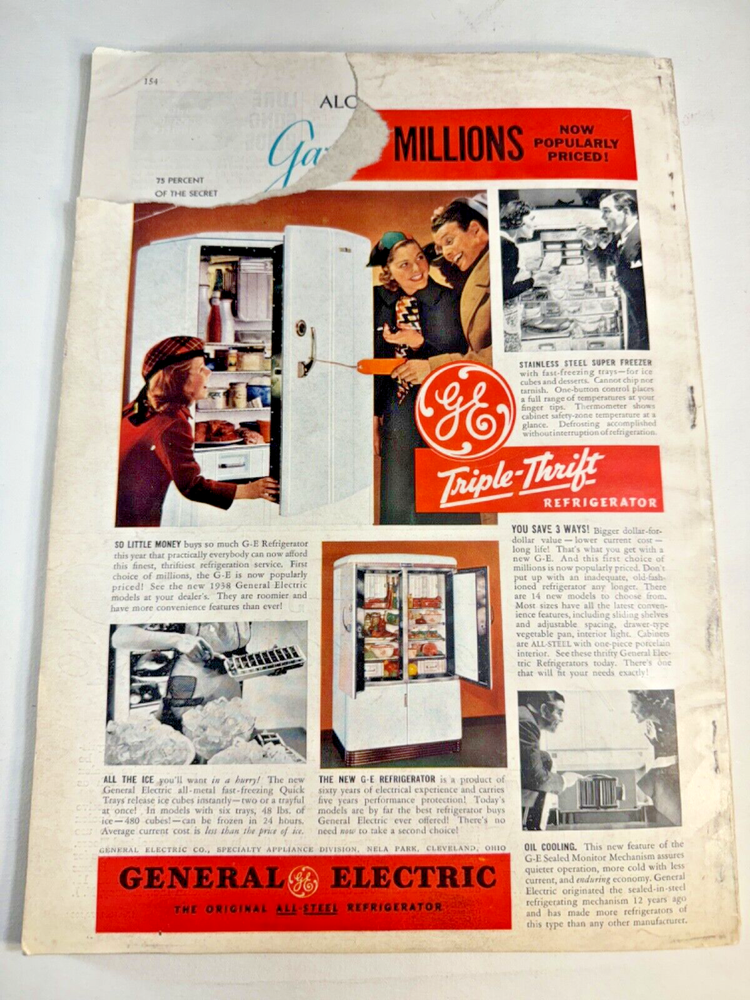 154
ALC
Ga
75 PERCENT
OF THE SECRET
MILLIONS
NOW
POPULARLY
PRICED!
STAINLESS STEEL SUPER FREEZER
with fast-freezing trays—for ice
cubes and desserts. Cannot chip nor
tarnish. One-button control places
a full range of temperatures at your
finger tips. Thermometer shows
cabinet safety-zone temperature at a
glance. Defrosting accomplished
without interruption of refrigeration.
GE
Triple-Thrift
REFRIGERATOR
SO LITTLE MONEY buys so much G-E Refrigerator
this year that practically everybody can now afford
this finest, thriftiest refrigeration service. First
choice of millions, the G-E is now popularly
priced! See the new 1938 General Electric
models at your dealer's. They are roomier and
have more convenience features than ever!
YOU SAVE 3 WAYS! Bigger dollar-for-
dollar value—lower current cost—
long life! That's what you get with a
new G-E. And this first choice of
millions is now popularly priced. Don't
put up with an inadequate, old-fash-
ioned refrigerator any longer. There
are 14 new models to choose from.
Most sizes have all the latest conven-
ience features, including sliding shelves
and adjustable spacing, drawer-type
vegetable pan, interior light. Cabinets
are ALL-STEEL with one-piece porcelain
interior. See these thrifty General Elec-
tric Refrigerators today. There's one
that will fit your needs exactly!
ALL THE ICE you'll want in a hurry! The new
General Electric all-metal fast-freezing Quick
Trays release ice cubes instantly—two or a trayful
at once! In models with six trays, 48 lbs. of
ice—480 cubes!—can be frozen in 24 hours.
Average current cost is less than the price of ice.
THE NEW G-E REFRIGERATOR is a product of
sixty years of electrical experience and carries
five years performance protection! Today's
models are by far the best refrigerator buys
General Electric ever offered! There's no
need now to take a second choice!
OIL COOLING. This new feature of the
G-E Sealed Monitor Mechanism assures
quieter operation, more cold with less
current, and enduring economy. General
Electric originated the sealed-in-steel
refrigerating mechanism 12 years ago
and has made more refrigerators of
this type than any other manufacturer.
GENERAL ELECTRIC CO., SPECIALTY APPLIANCE DIVISION, NELA PARK, CLEVELAND, OHIO
GENERAL GE ELECTRIC
THE ORIGINAL ALL-STEEL REFRIGERATOR